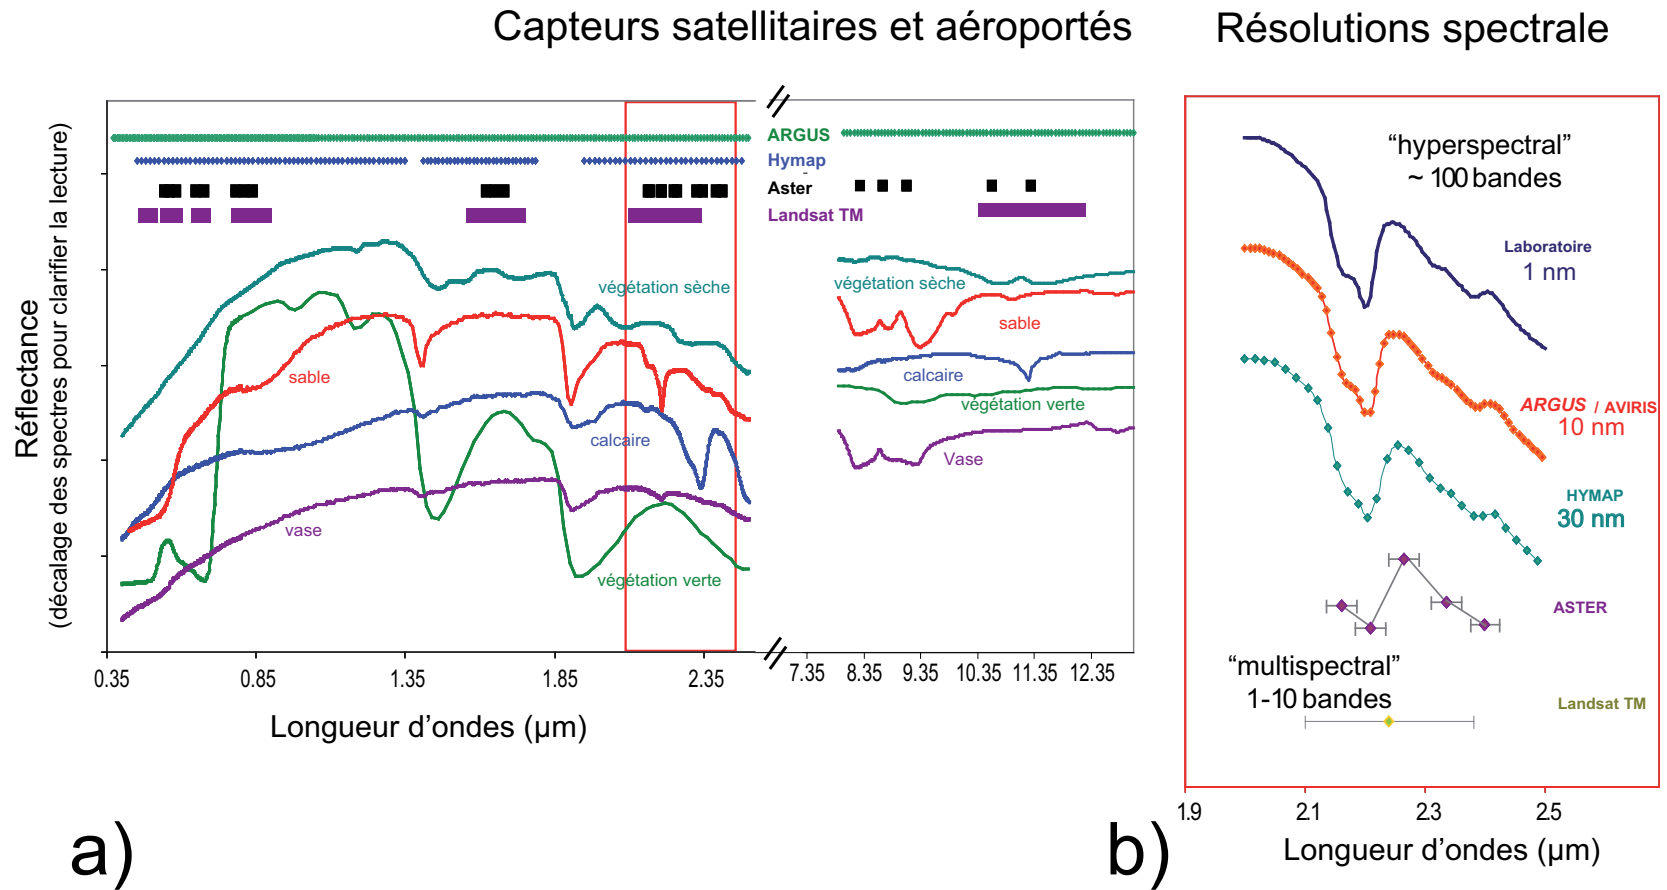 Capteurs satellitaires et aéroportés
Résolutions spectrale
Réflectance
(décalage des spectres pour clarifier la lecture)
ARGUS
Hymap
Aster
Landsat TM
végétation sèche
sable
calcaire
vase
végétation verte
végétation sèche
sable
calcaire
végétation verte
Vase
0.35 0.85 1.35 1.85 2.35
7.35 8.35 9.35 10.35 11.35 12.35
Longueur d’ondes (µm)
a)
“hyperspectral”
~ 100 bandes
Laboratoire
1 nm
ARGUS / AVIRIS
10 nm
HYMAP
30 nm
ASTER
“multispectral”
1-10 bandes
Landsat TM
1.9 2.1 2.3 2.5
Longueur d’ondes (µm)
b)